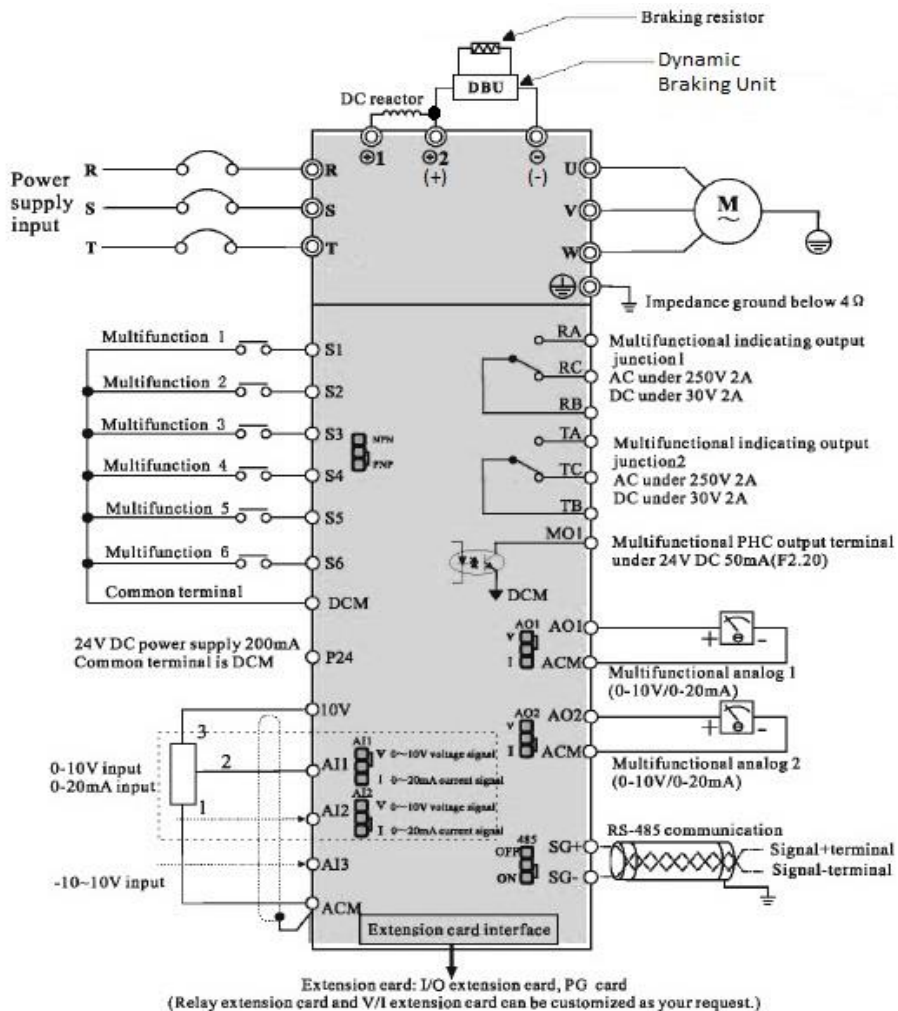 Braking resistor
Dynamic
Braking Unit
DBU
DC reactor
⊕1
⊕2
(+)
⊖
(-)
Power
supply
input
R
S
T
R
S
T
U
V
W
M
~
Impedance ground below 4 Ω
Multifunction 1
S1
Multifunction 2
S2
Multifunction 3
S3
Multifunction 4
S4
Multifunction 5
S5
Multifunction 6
S6
Common terminal
DCM
NPN
PNP
24V DC power supply 200mA
Common terminal is DCM
P24
RA
RC
RB
Multifunctional indicating output
junction1
AC under 250V 2A
DC under 30V 2A
TA
TC
TB
Multifunctional indicating output
junction2
AC under 250V 2A
DC under 30V 2A
MO1
Multifunctional PHC output terminal
under 24V DC 50mA(F2.20)
DCM
AO1
V
I
AO1
ACM
+
-
Multifunctional analog 1
(0-10V/0-20mA)
AO2
V
I
AO2
ACM
+
-
Multifunctional analog 2
(0-10V/0-20mA)
10V
3
2
1
0-10V input
0-20mA input
AI1
AI1
V 0~10V voltage signal
I 0~20mA current signal
AI2
AI2
V 0~10V voltage signal
I 0~20mA current signal
AI3
-10~10V input
ACM
RS-485 communication
485
OFF
ON
SG+
SG-
Signal+terminal
Signal-terminal
Extension card interface
Extension card: I/O extension card, PG card
(Relay extension card and V/I extension card can be customized as your request.)